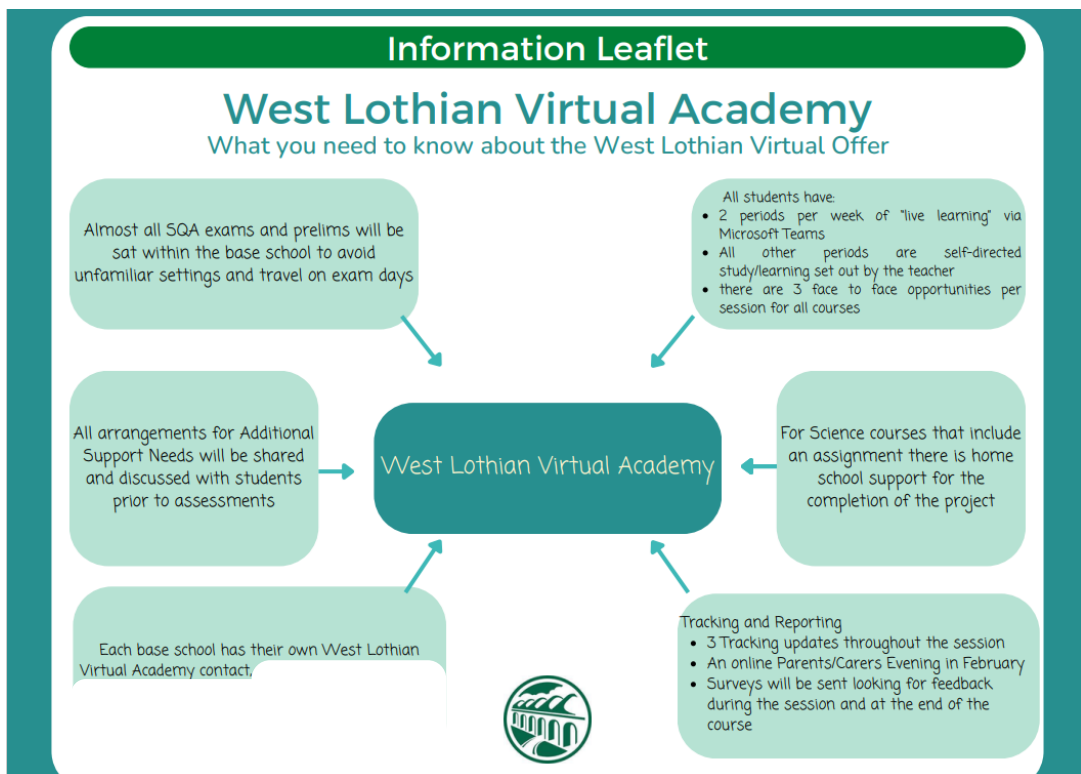 Information Leaflet
West Lothian Virtual Academy
What you need to know about the West Lothian Virtual Offer
Almost all SQA exams and prelims will be
sat within the base school to avoid
unfamiliar settings and travel on exam days
All students have:
• 2 periods per week of "live learning" via
Microsoft Teams
• All other periods are self-directed
study/learning set out by the teacher
• there are 3 face to face opportunities per
session for all courses
All arrangements for Additional
Support Needs will be shared
and discussed with students
prior to assessments
West Lothian Virtual Academy
For Science courses that include
an assignment there is home
school support for the
completion of the project
Each base school has their own West Lothian
Virtual Academy contact,
Tracking and Reporting
• 3 Tracking updates throughout the session
• An online Parents/Carers Evening in February
• Surveys will be sent looking for feedback
during the session and at the end of the
course